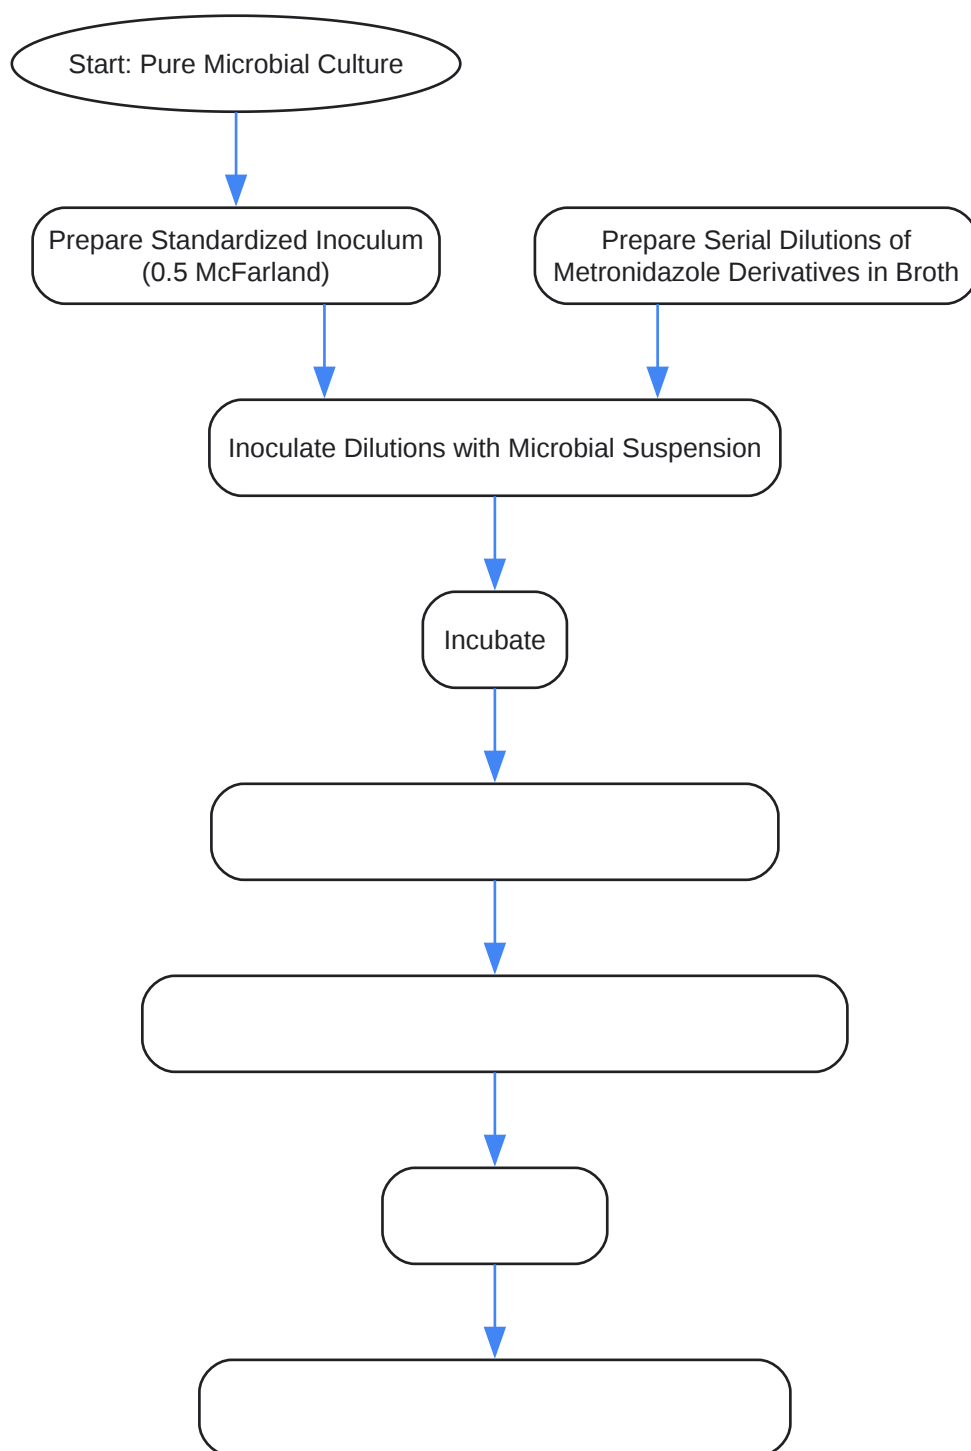 Start: Pure Microbial Culture
Prepare Standardized Inoculum
(0.5 McFarland)
Prepare Serial Dilutions of
Metronidazole Derivatives in Broth
Inoculate Dilutions with Microbial Suspension
Incubate